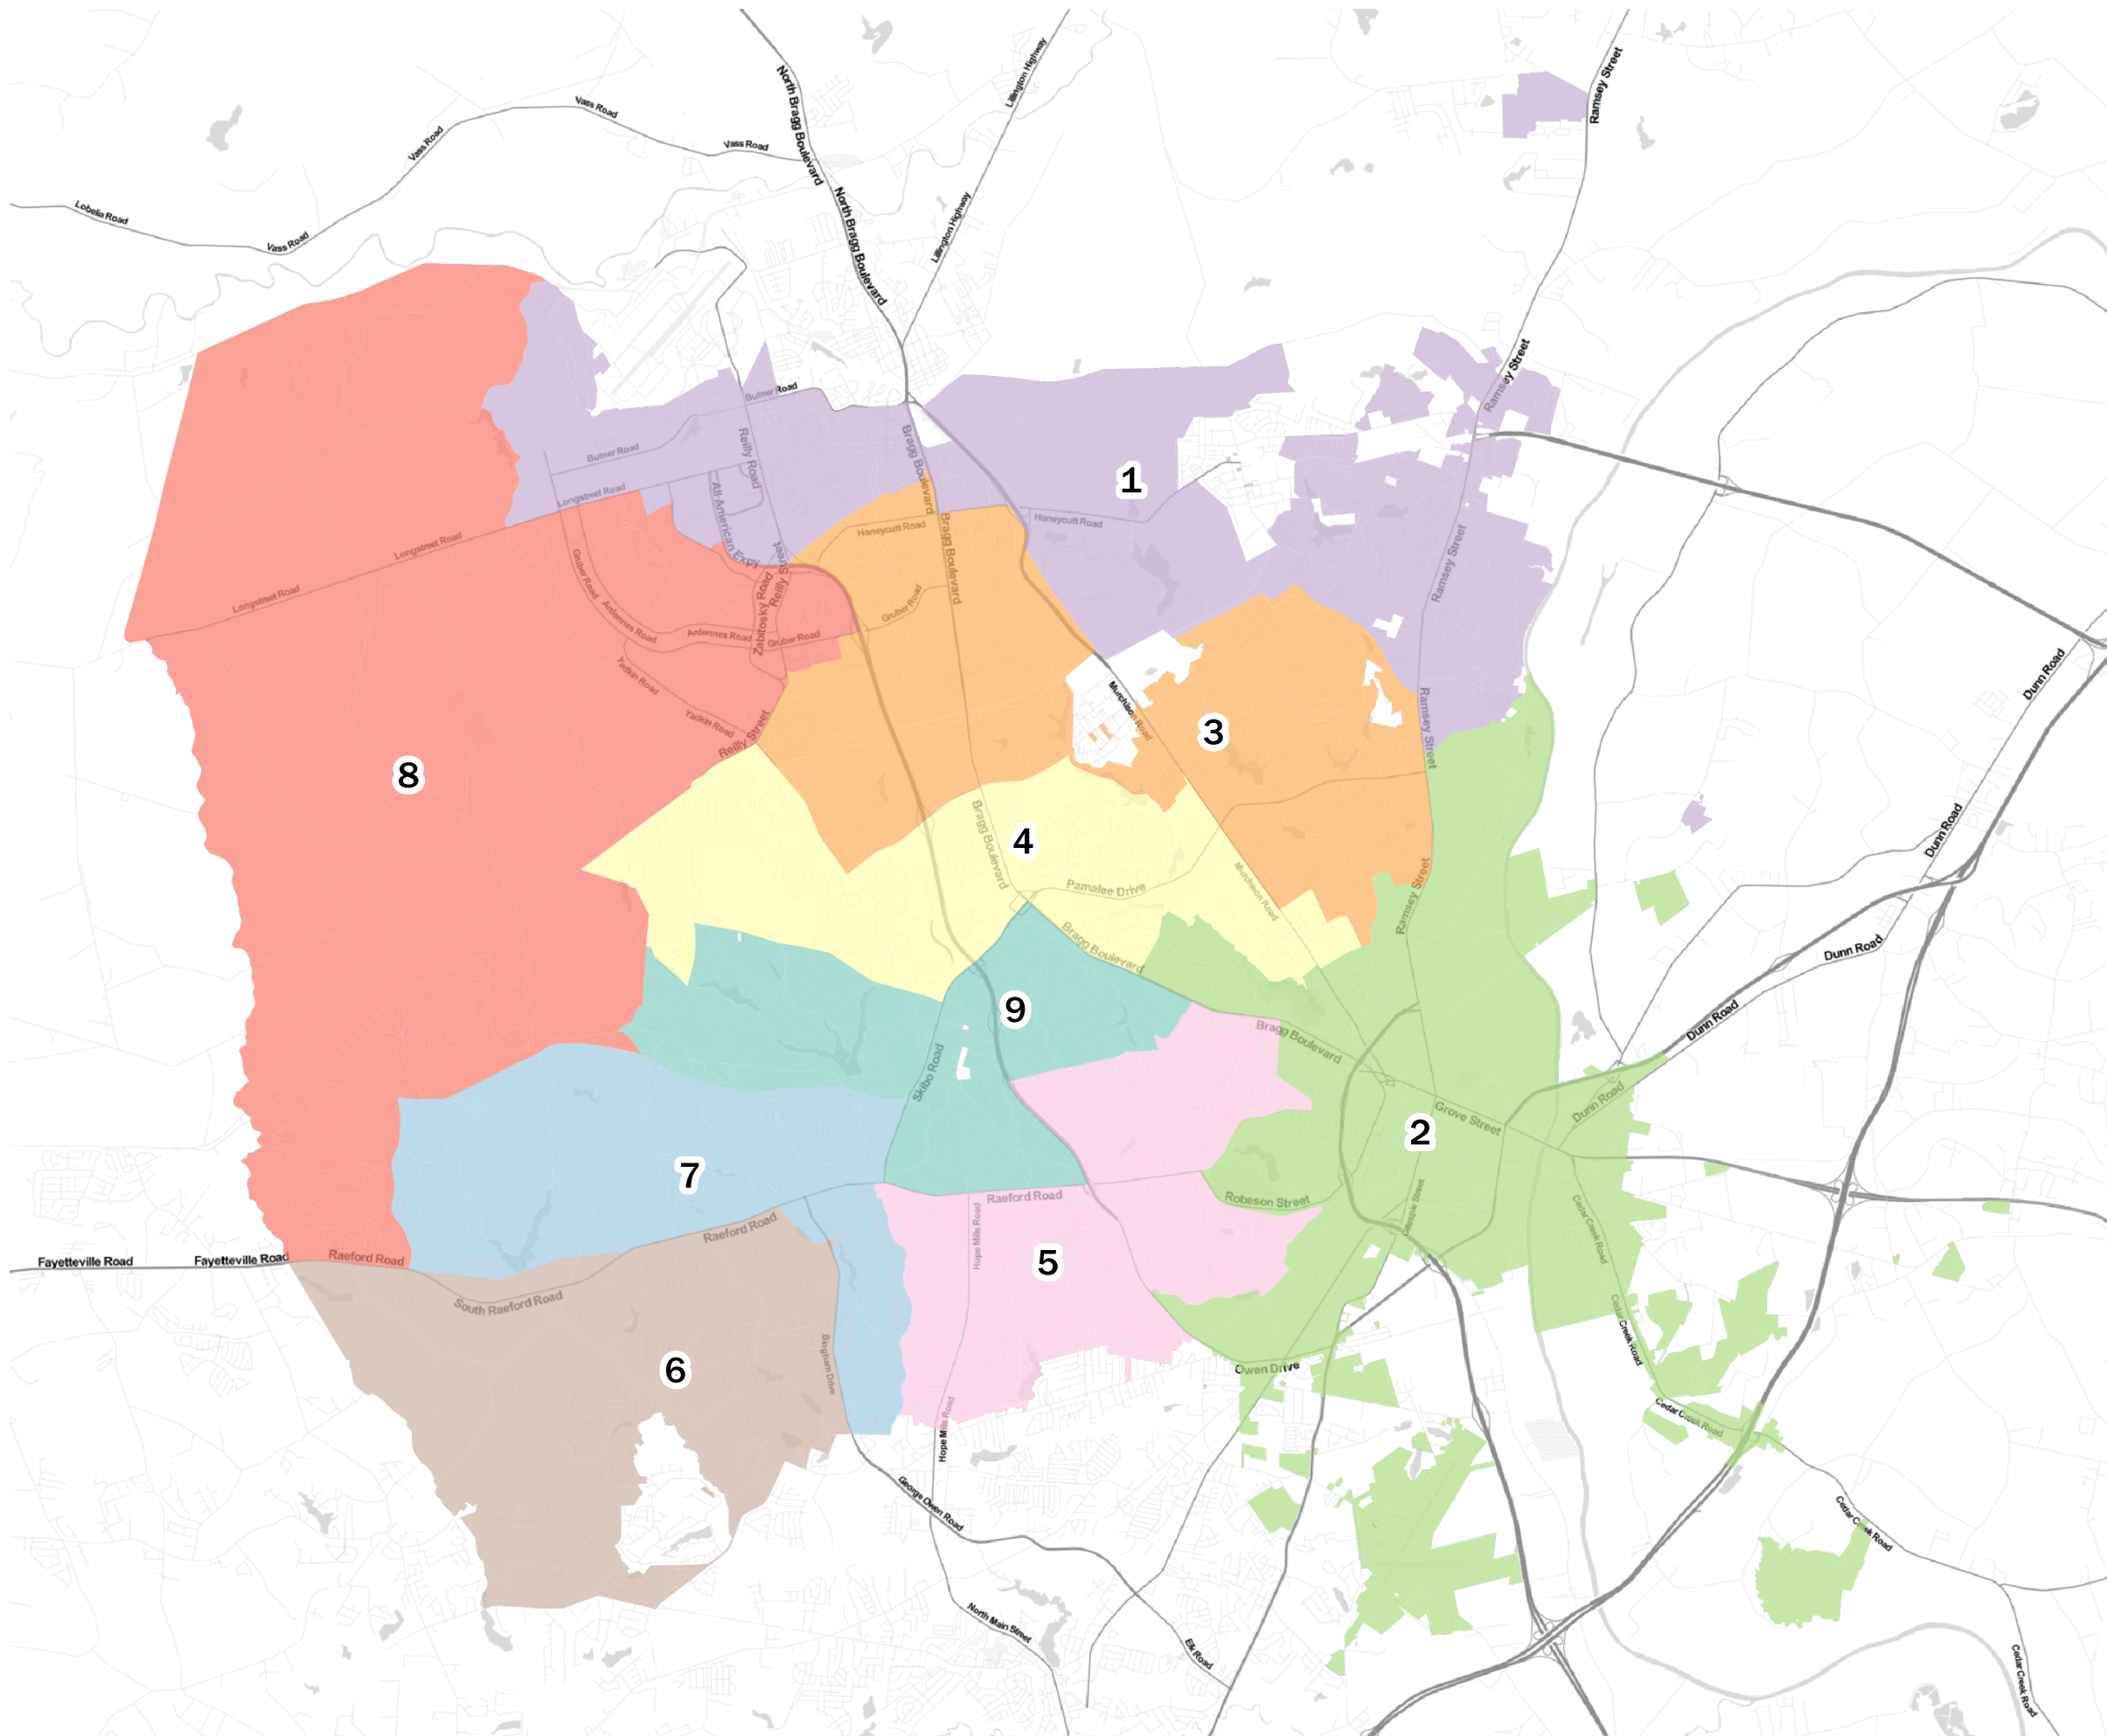 Ramsey Street
North Bragg Boulevard
Lillington Highway
Vass Road
Vass Road
Vass Road
Lobelia Road
Vass Road
North Bragg Boulevard
Lillington Highway
Ramsey Street
Butner Road
Bragg Boulevard
Reilly Road
Butner Road
1
Longstreet Road
All American Expy
Honeycutt Road
Honeycutt Road
Bragg Boulevard
Longstreet Road
Ramsey Street
Gruber Road
Reilly Street
Zabitosky Road
Longstreet Road
Gruber Road
Ardennes Road
Ardennes Road
Gruber Road
Yadkin Road
Dunn Road
Murchison Road
Ramsey Street
Yadkin Road
Reilly Street
3
8
Bragg Boulevard
4
Dunn Road
Pamalee Drive
Murchison Road
Ramsey Street
Bragg Boulevard
Dunn Road
9
Bragg Boulevard
Dunn Road
Skibo Road
Dunn Road
Grove Street
2
7
Raeford Road
Robeson Street
Gillespie Street
Cedar Creek Road
Hope Mills Road
Raeford Road
Fayetteville Road
Fayetteville Road
Raeford Road
5
South Raeford Road
Cedar Creek Road
Bingham Drive
6
Owen Drive
Cedar Creek Road
Hope Mills Road
George Owen Road
Cedar Creek Road
North Main Street
Elk Road
Cedar Creek Road